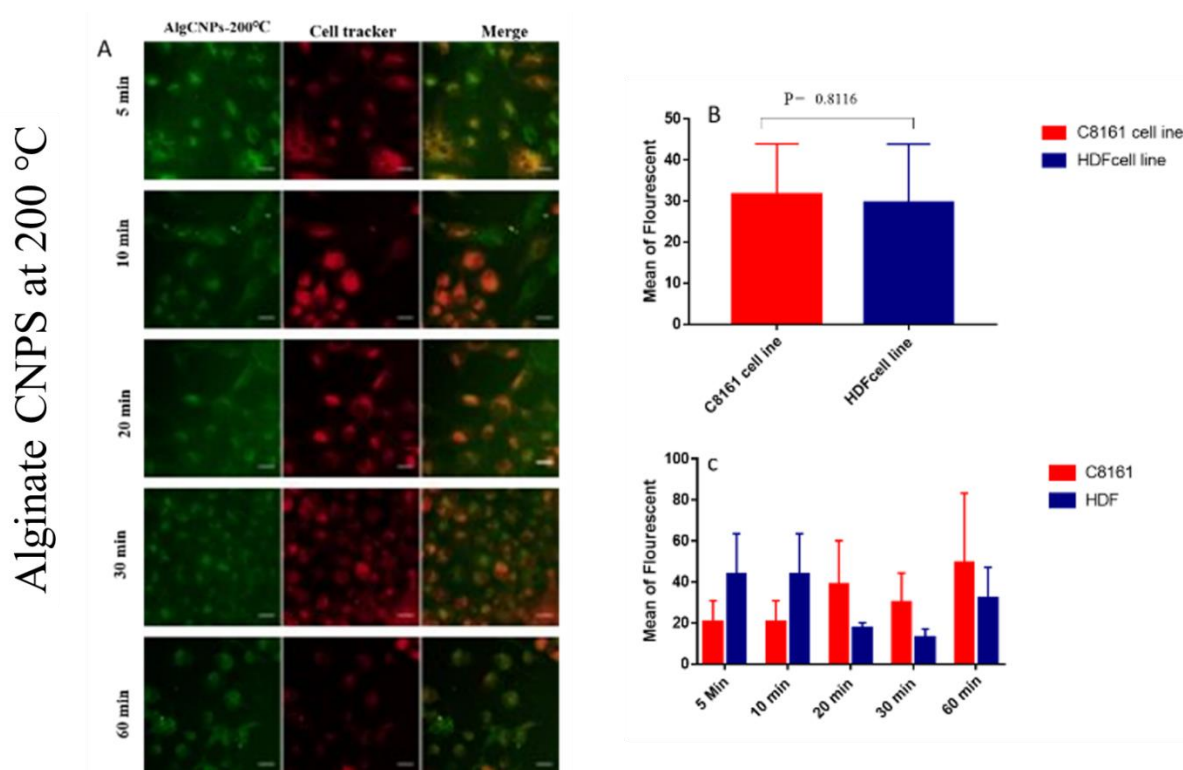 Alginate CNPS at 200 °C
A
AlgCNPs-200°C
Cell tracker
Merge
5 min
10 min
20 min
30 min
60 min
B
P= 0.8116
Mean of Flourescent
50
40
30
20
10
0
C8161 cell ine
HDFcell line
C8161 cell ine
HDFcell line
C
Mean of Flourescent
100
80
60
40
20
0
5 Min
10 min
20 min
30 min
60 min
C8161
HDF